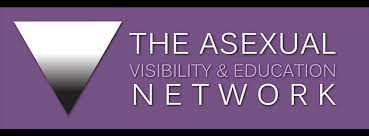 THE ASEXUAL
VISIBILITY & EDUCATION
NETWORK